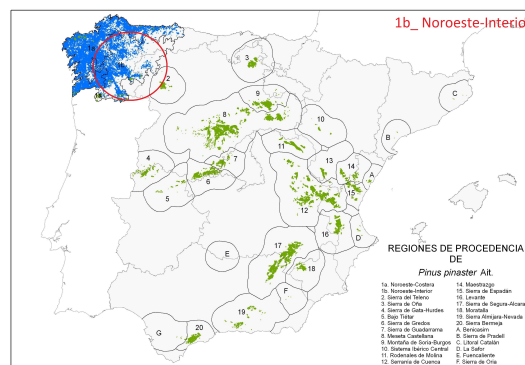 1b_ Noroeste-Interior
1a
3
C
2
1b
9
8
10
B
11
4
7
13
14
A
6
5
15
12
16
D
E
17
18
F
19
G
20
REGIONES DE PROCEDENCIA
DE
Pinus pinaster Ait.
1a. Noroeste-Costera
1b. Noroeste-Interior
2. Sierra del Teleno
3. Sierra de Oña
4. Sierra de Gata-Hurdes
5. Bajo Tiétar
6. Sierra de Gredos
7. Sierra de Guadarrama
8. Meseta Castellana
9. Montaña de Soria-Burgos
10. Sistema Ibérico Central
11. Rodenales de Molina
12. Serranía de Cuenca
14. Maestrazgo
15. Sierra de Espadán
16. Levante
17. Sierra de Segura-Alcaraz
18. Moratalla
19. Sierra Almijara-Nevada
20. Sierra Bermeja
A. Benicasim
B. Sierra de Pradell
C. Litoral Catalán
D. La Safor
E. Fuencaliente
F. Sierra de Oria